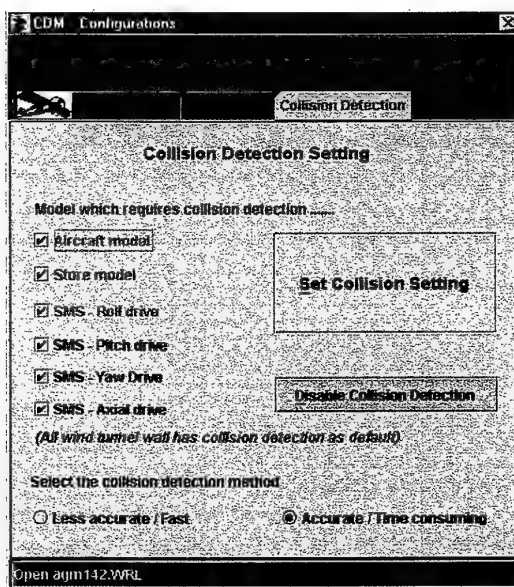 CDM - Configurations
Collision Detection
Collision Detection Setting
Model which requires collision detection ......
Aircraft model
Store model
Set Collision Setting
SMS - Roll drive
SMS - Pitch drive
SMS - Yaw Drive
Disable Collision Detection
SMS - Axial drive
(All wind tunnel wall has collision detection as default)
Select the collision detection method
Less accurate / Fast
Accurate / Time consuming
Open agm142.WRL